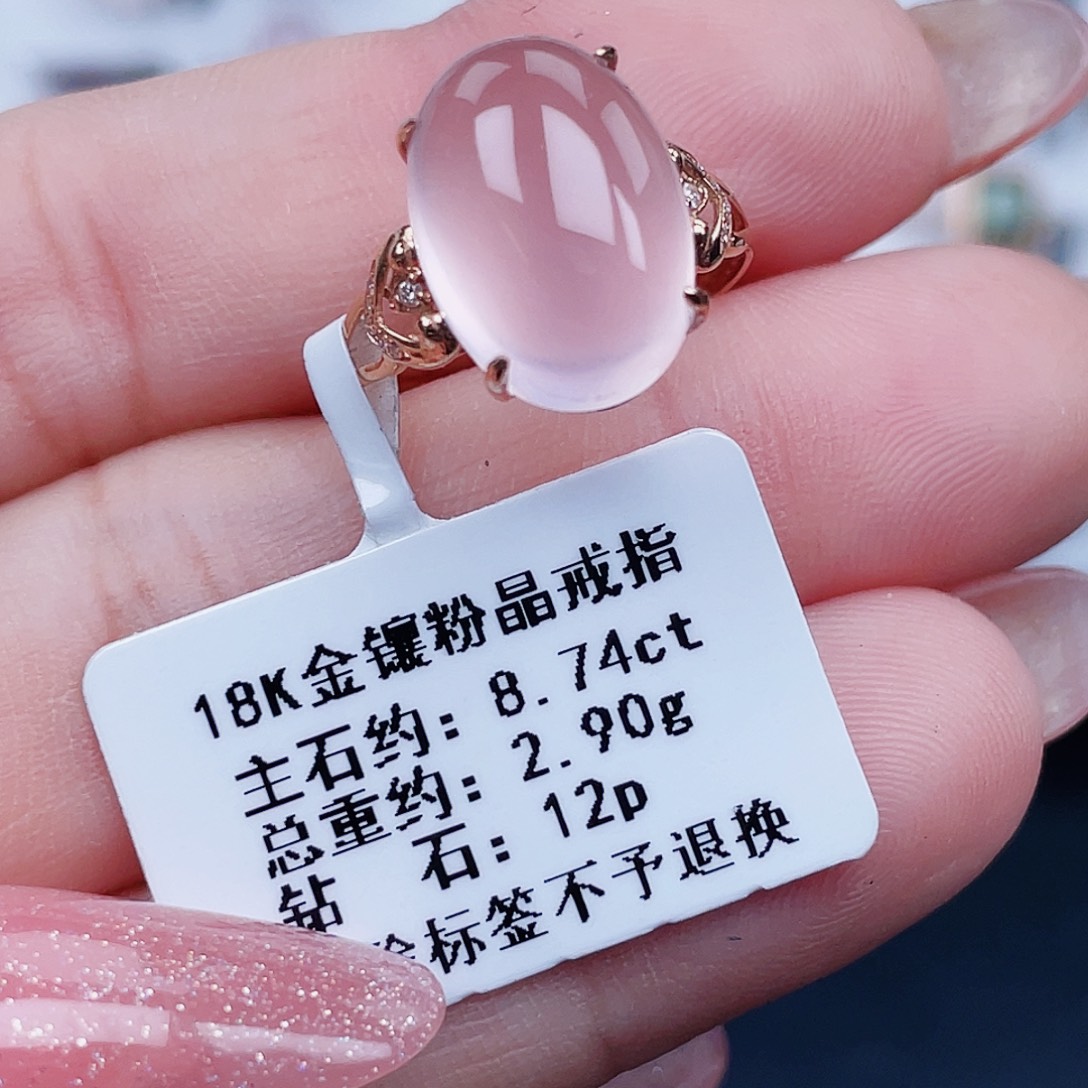 18K金镶粉晶戒指
主石约: 8.74ct
总重约: 2.90g
钻 石: 12p
标签不予退换